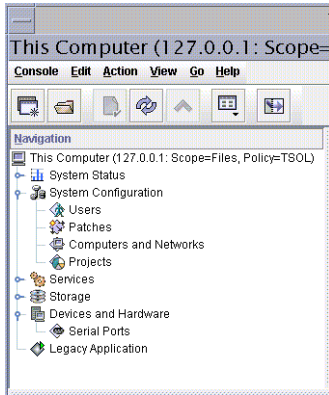 This Computer (127.0.0.1: Scope=
Console Edit Action View Go Help
Navigation
This Computer (127.0.0.1: Scope=Files, Policy=TSOL)
System Status
System Configuration
Users
Patches
Computers and Networks
Projects
Services
Storage
Devices and Hardware
Serial Ports
Legacy Application